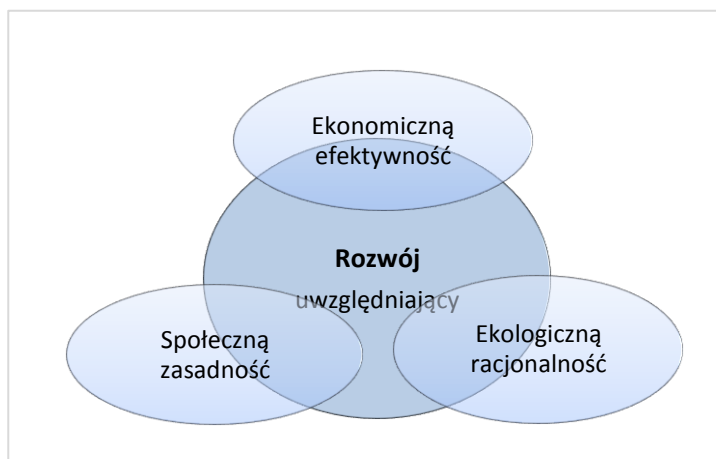 Ekonomiczną
efektywność
Rozwój
uwzględniający
Społeczną
zasadność
Ekologiczną
racjonalność